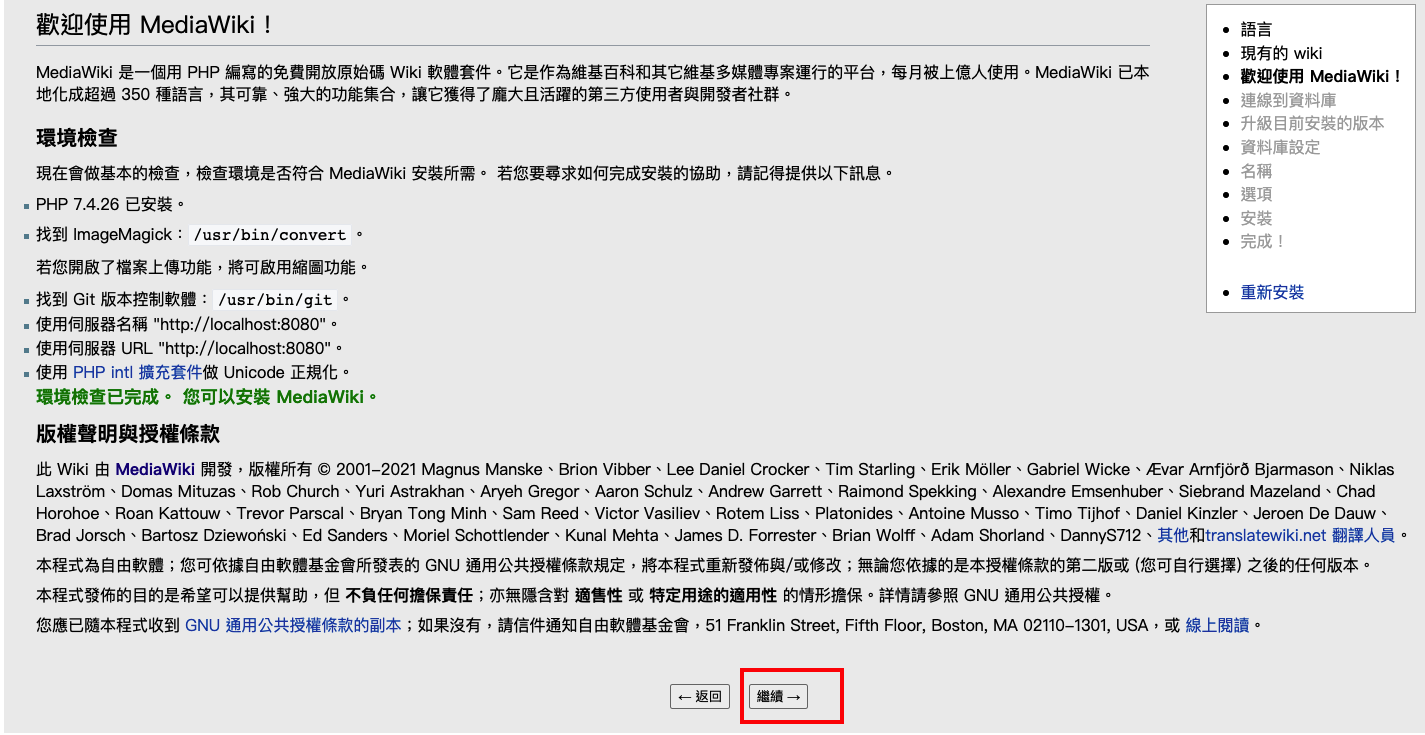 歡迎使用 MediaWiki！
MediaWiki 是一個用 PHP 編寫的免費開放原始碼 Wiki 軟體套件。它是作為維基百科和其它維基多媒體專案運行的平台，每月被上億人使用。MediaWiki 已本
地化成超過 350 種語言，其可靠、強大的功能集合，讓它獲得了龐大且活躍的第三方使用者與開發者社群。
環境檢查
現在會做基本的檢查，檢查環境是否符合 MediaWiki 安裝所需。 若您要尋求如何完成安裝的協助，請記得提供以下訊息。
PHP 7.4.26 已安裝。
找到 ImageMagick： /usr/bin/convert 。
若您開啟了檔案上傳功能，將可啟用縮圖功能。
找到 Git 版本控制軟體： /usr/bin/git 。
使用伺服器名稱 "http://localhost:8080"。
使用伺服器 URL "http://localhost:8080"。
使用 PHP intl 擴充套件做 Unicode 正規化。
環境檢查已完成。 您可以安裝 MediaWiki。
版權聲明與授權條款
此 Wiki 由 MediaWiki 開發，版權所有 © 2001–2021 Magnus Manske、Brion Vibber、Lee Daniel Crocker、Tim Starling、Erik Möller、Gabriel Wicke、Ævar Arnfjörð Bjarmason、Niklas
Laxström、Domas Mituzas、Rob Church、Yuri Astrakhan、Aryeh Gregor、Aaron Schulz、Andrew Garrett、Raimond Spekking、Alexandre Emsenhuber、Siebrand Mazeland、Chad
Horohoe、Roan Kattouw、Trevor Parscal、Bryan Tong Minh、Sam Reed、Victor Vasiliev、Rotem Liss、Platonides、Antoine Musso、Timo Tijhof、Daniel Kinzler、Jeroen De Dauw、
Brad Jorsch、Bartosz Dziewoński、Ed Sanders、Moriel Schottlender、Kunal Mehta、James D. Forrester、Brian Wolff、Adam Shorland、DannyS712、其他和translatewiki.net 翻譯人員。
本程式為自由軟體；您可依據自由軟體基金會所發表的 GNU 通用公共授權條款規定，將本程式重新發佈與/或修改；無論您依據的是本授權條款的第二版或 (您可自行選擇) 之後的任何版本。
本程式發佈的目的是希望可以提供幫助，但 不負任何擔保責任；亦無隱含對 適售性 或 特定用途的適用性 的情形擔保。詳情請參照 GNU 通用公共授權。
您應已隨本程式收到 GNU 通用公共授權條款的副本；如果沒有，請信件通知自由軟體基金會，51 Franklin Street, Fifth Floor, Boston, MA 02110–1301, USA，或 線上閱讀。
← 返回
繼續 →
語言
現有的 wiki
歡迎使用 MediaWiki！
連線到資料庫
升級目前安裝的版本
資料庫設定
名稱
選項
安裝
完成！
重新安裝